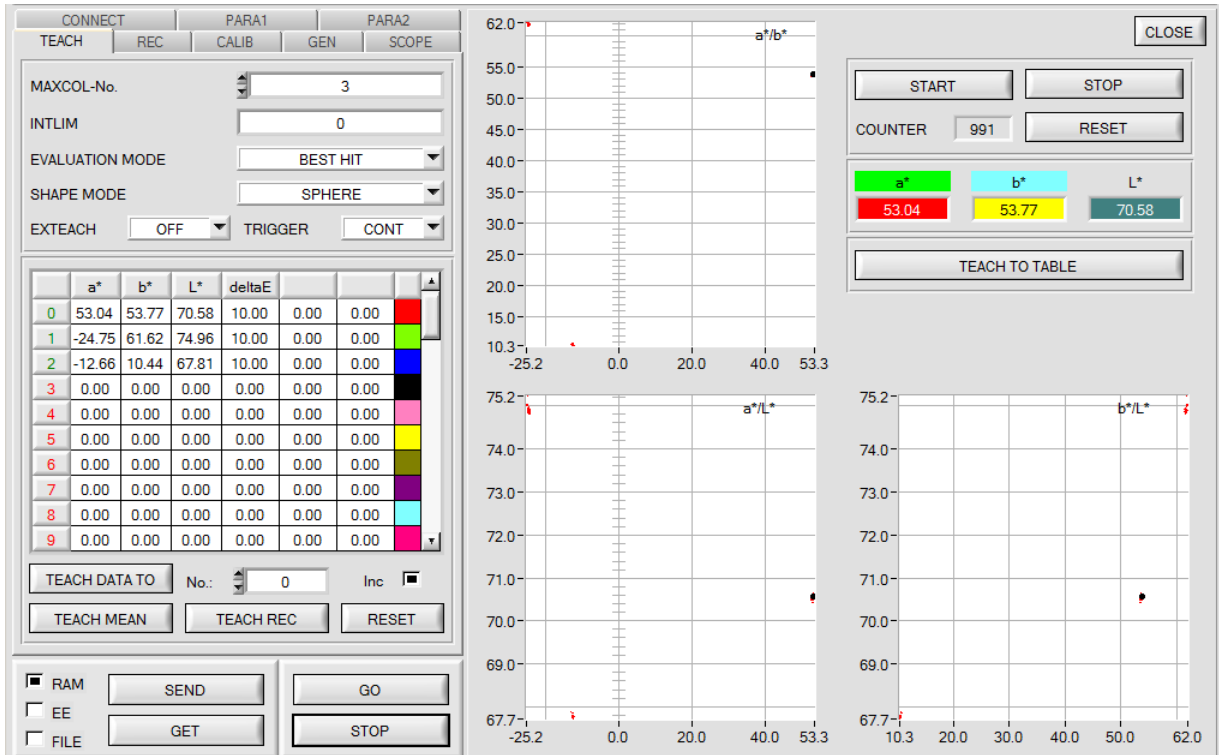 CONNECT PARA1 PARA2
TEACH REC CALIB GEN SCOPE
MAXCOL-No. 3
INTLIM 0
EVALUATION MODE BEST HIT
SHAPE MODE SPHERE
EXTEACH OFF TRIGGER CONT
a* b* L* deltaE
0 53.04 53.77 70.58 10.00 0.00 0.00
1 -24.75 61.62 74.96 10.00 0.00 0.00
2 -12.66 10.44 67.81 10.00 0.00 0.00
3 0.00 0.00 0.00 0.00 0.00 0.00
4 0.00 0.00 0.00 0.00 0.00 0.00
5 0.00 0.00 0.00 0.00 0.00 0.00
6 0.00 0.00 0.00 0.00 0.00 0.00
7 0.00 0.00 0.00 0.00 0.00 0.00
8 0.00 0.00 0.00 0.00 0.00 0.00
9 0.00 0.00 0.00 0.00 0.00 0.00
TEACH DATA TO No.: 0 Inc
TEACH MEAN TEACH REC RESET
RAM SEND GO
EE
GET STOP
FILE
a*/b*
62.0
55.0
50.0
45.0
40.0
35.0
30.0
25.0
20.0
15.0
10.3
-25.2 0.0 20.0 40.0 53.3
CLOSE
START STOP
COUNTER 991 RESET
a* b* L*
53.04 53.77 70.58
TEACH TO TABLE
a*/L*
75.2
74.0
73.0
72.0
71.0
70.0
69.0
67.7
-25.2 0.0 20.0 40.0 53.3
b*/L*
75.2
74.0
73.0
72.0
71.0
70.0
69.0
67.7
10.3 20.0 30.0 40.0 50.0 62.0